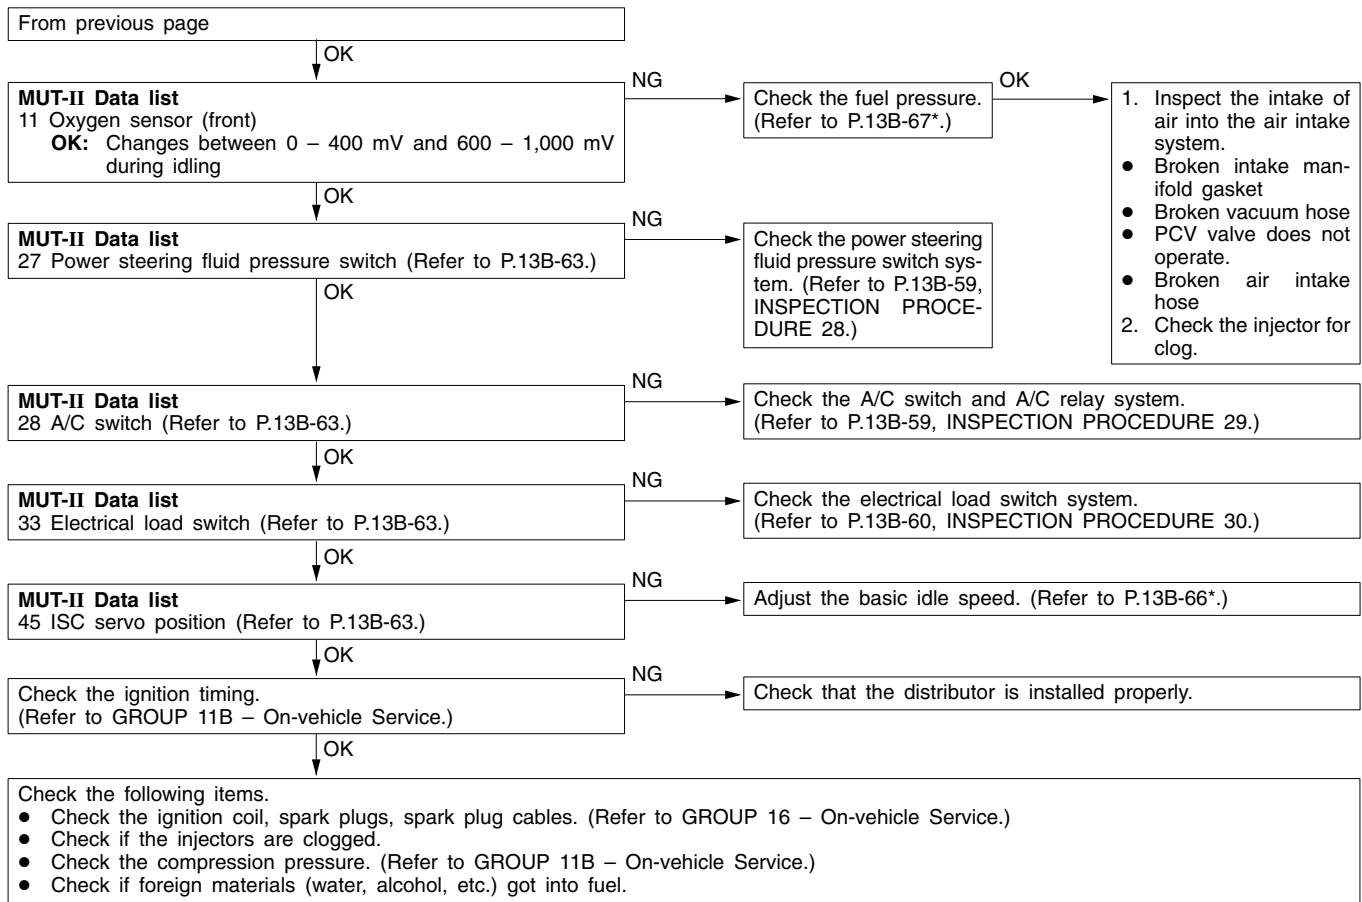 From previous page
OK
MUT-II Data list
11 Oxygen sensor (front)
OK: Changes between 0 – 400 mV and 600 – 1,000 mV
during idling
NG
Check the fuel pressure.
(Refer to P.13B-67*.)
OK
1. Inspect the intake of
air into the air intake
system.
● Broken intake man-
ifold gasket
● Broken vacuum hose
● PCV valve does not
operate.
● Broken air intake
hose
2. Check the injector for
clog.
OK
MUT-II Data list
27 Power steering fluid pressure switch (Refer to P.13B-63.)
NG
Check the power steering
fluid pressure switch sys-
tem. (Refer to P.13B-59,
INSPECTION PROCE-
DURE 28.)
OK
MUT-II Data list
28 A/C switch (Refer to P.13B-63.)
NG
Check the A/C switch and A/C relay system.
(Refer to P.13B-59, INSPECTION PROCEDURE 29.)
OK
MUT-II Data list
33 Electrical load switch (Refer to P.13B-63.)
NG
Check the electrical load switch system.
(Refer to P.13B-60, INSPECTION PROCEDURE 30.)
OK
MUT-II Data list
45 ISC servo position (Refer to P.13B-63.)
NG
Adjust the basic idle speed. (Refer to P.13B-66*.)
OK
Check the ignition timing.
(Refer to GROUP 11B – On-vehicle Service.)
NG
Check that the distributor is installed properly.
OK
Check the following items.
● Check the ignition coil, spark plugs, spark plug cables. (Refer to GROUP 16 – On-vehicle Service.)
● Check if the injectors are clogged.
● Check the compression pressure. (Refer to GROUP 11B – On-vehicle Service.)
● Check if foreign materials (water, alcohol, etc.) got into fuel.